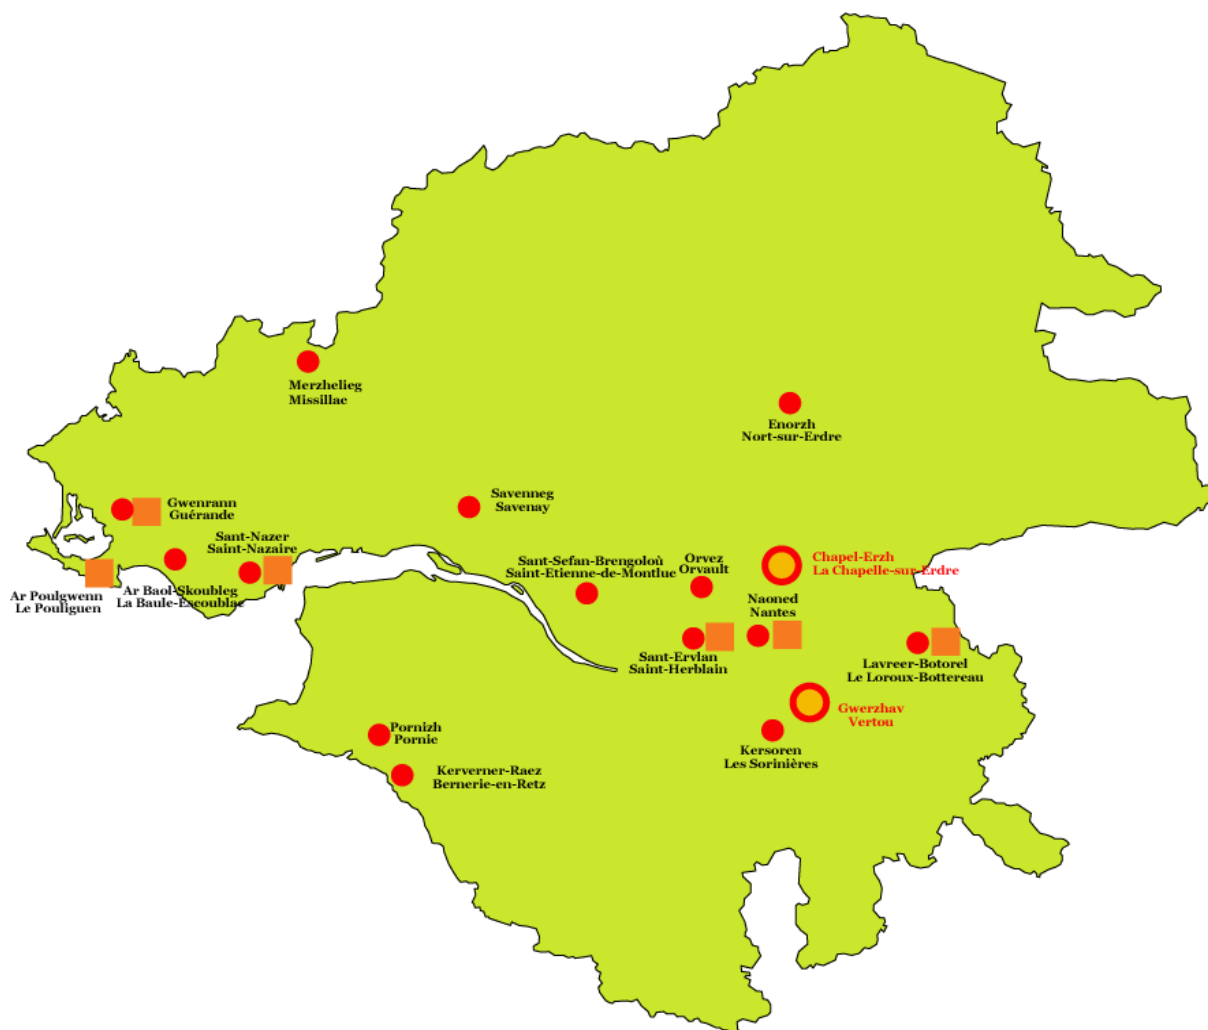 Merzhelieg
Missillac
Enorzh
Nort-sur-Erdre
Gwenrann
Guérande
Savenneg
Savenay
Sant-Nazer
Saint-Nazaire
Sant-Sefan-Brengoloù
Saint-Etienne-de-Montluc
Orvez
Orvault
Chapel-Erzh
La Chapelle-sur-Erdre
Ar Poulgwenn
Le Pouliguen
Ar Baol-Skoubleg
La Baule-Escoublac
Naoned
Nantes
Sant-Ervlan
Saint-Herblain
Lavreer-Botorel
Le Loroux-Bottereau
Gwerzhav
Vertou
Pornizh
Pornic
Kersoren
Les Sorinières
Kerverner-Raez
Bernerie-en-Retz